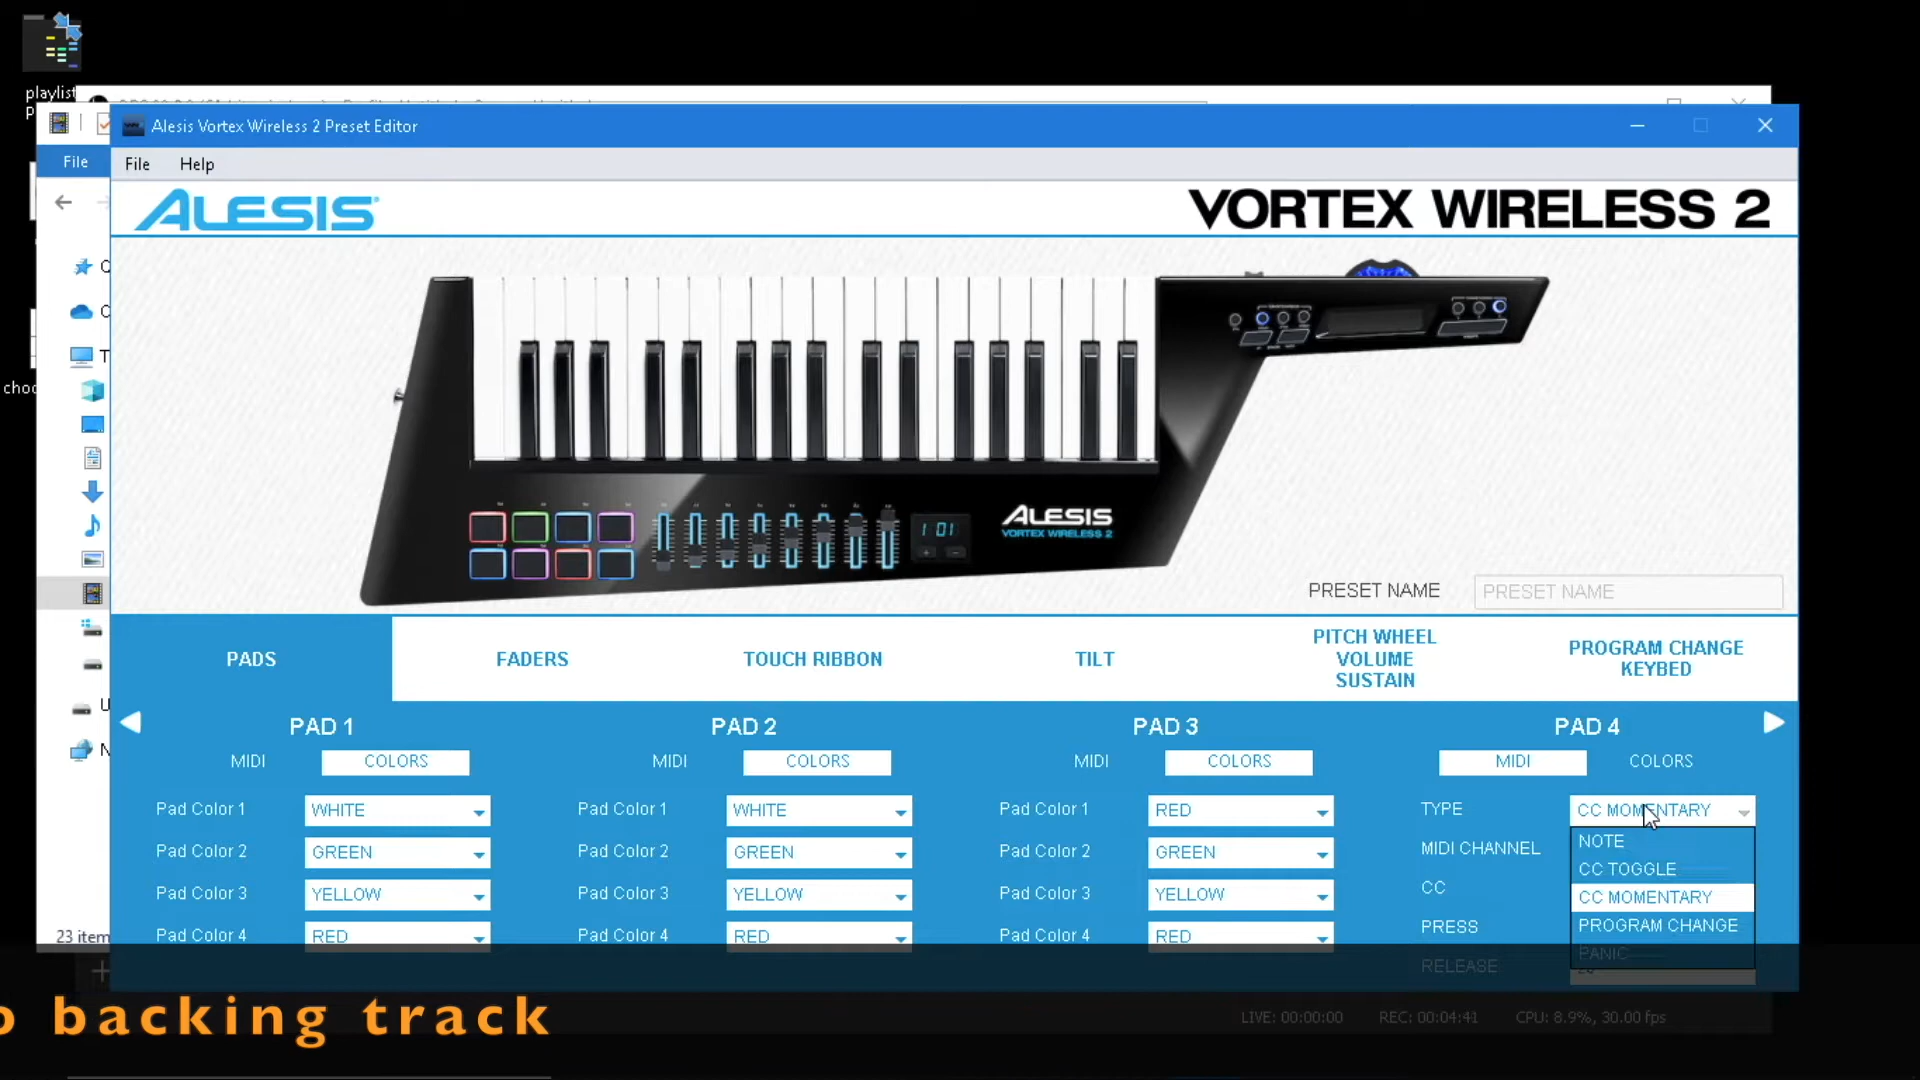 playlist
Alesis Vortex Wireless 2 Preset Editor
File
File Help
ALESIS
VORTEX WIRELESS 2
choc
1 01
ALESIS
VORTEX WIRELESS 2
PRESET NAME PRESET NAME
PADS
FADERS
TOUCH RIBBON
TILT
PITCH WHEEL
VOLUME
SUSTAIN
PROGRAM CHANGE
KEYBED
PAD 1 PAD 2 PAD 3 PAD 4
MIDI COLORS MIDI COLORS MIDI COLORS MIDI COLORS
Pad Color 1 WHITE Pad Color 1 WHITE Pad Color 1 RED TYPE CC MOMENTARY
NOTE
Pad Color 2 GREEN Pad Color 2 GREEN Pad Color 2 GREEN MIDI CHANNEL
CC TOGGLE
Pad Color 3 YELLOW Pad Color 3 YELLOW Pad Color 3 YELLOW CC CC MOMENTARY
Pad Color 4 RED Pad Color 4 RED Pad Color 4 RED PRESS PROGRAM CHANGE
PANIC
RELEASE
23 item
backing track
LIVE: 00:00:00 REC: 00:04:41 CPU: 8.9%, 30.00 fps